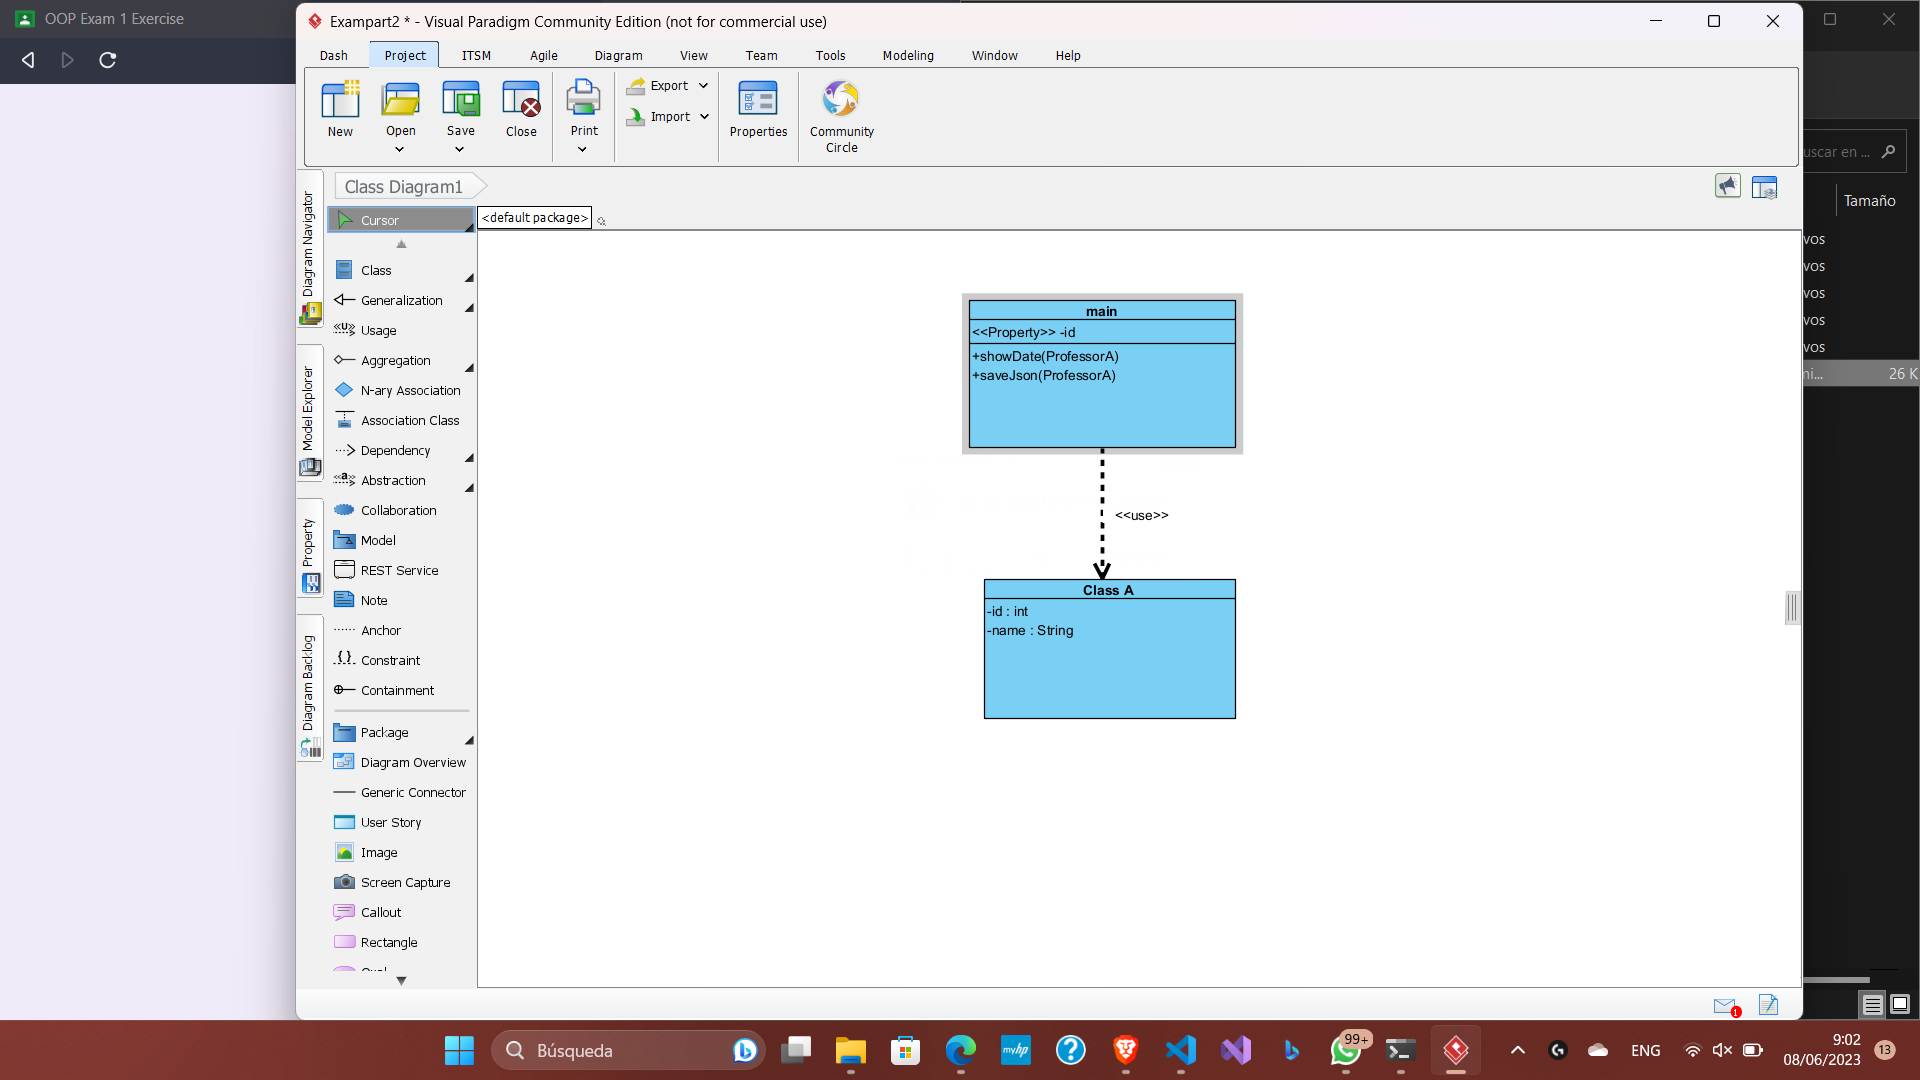 OOP Exam 1 Exercise
Exampart2 * - Visual Paradigm Community Edition (not for commercial use)
Dash
Project
ITSM
Agile
Diagram
View
Team
Tools
Modeling
Window
Help
New
Open
Save
Close
Print
Export
Import
Properties
Community
Circle
Class Diagram1
Diagram Navigator
Model Explorer
Property
Diagram Backlog
Cursor
Class
Generalization
Usage
Aggregation
N-ary Association
Association Class
Dependency
Abstraction
Collaboration
Model
REST Service
Note
Anchor
Constraint
Containment
Package
Diagram Overview
Generic Connector
User Story
Image
Screen Capture
Callout
Rectangle
<default package>
main
<<Property>> -id
+showDate(ProfessorA)
+saveJson(ProfessorA)
<<use>>
Class A
-id : int
-name : String
uscar en ...
Tamaño
vos
vos
vos
vos
vos
ni...
26 K
1
Búsqueda
myhp
99+
ENG
9:02
08/06/2023
13